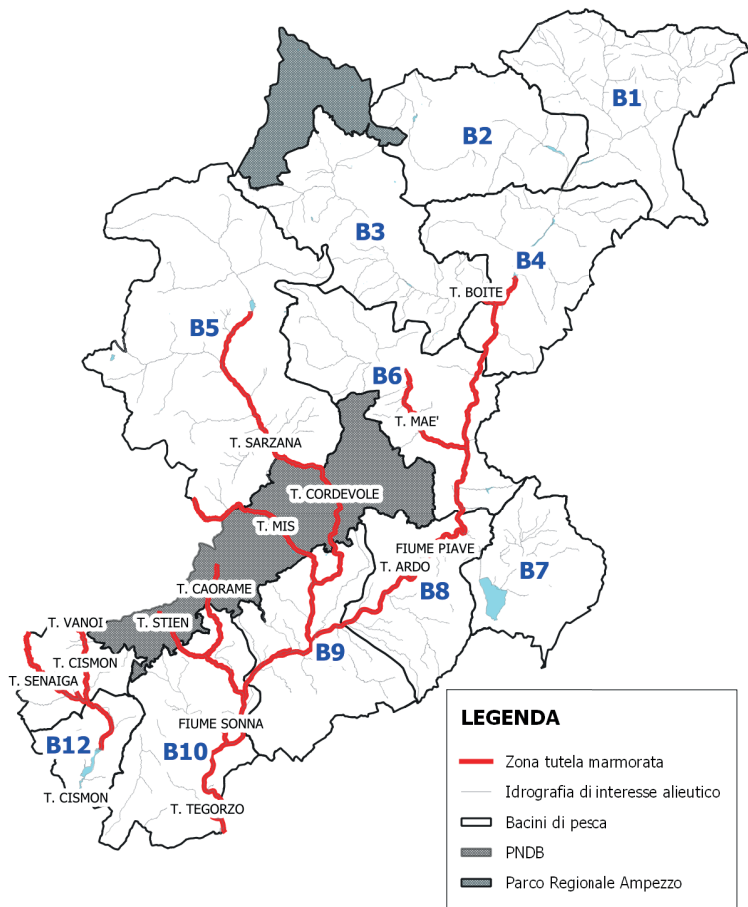 B1
B2
B3
B4
T. BOITE
B5
B6
T. MAE'
T. SARZANA
T. CORDEVOLE
T. MIS
FIUME PIAVE
T. ARDO
B7
B8
T. CAORAME
T. VANOI
T. STIEN
T. CISMON
T. SENAIGA
B9
FIUME SONNA
B12
B10
T. CISMON
T. TEGORZO
LEGENDA
Zona tutela marmorata
Idrografia di interesse alieutico
Bacini di pesca
PNDB
Parco Regionale Ampezzo